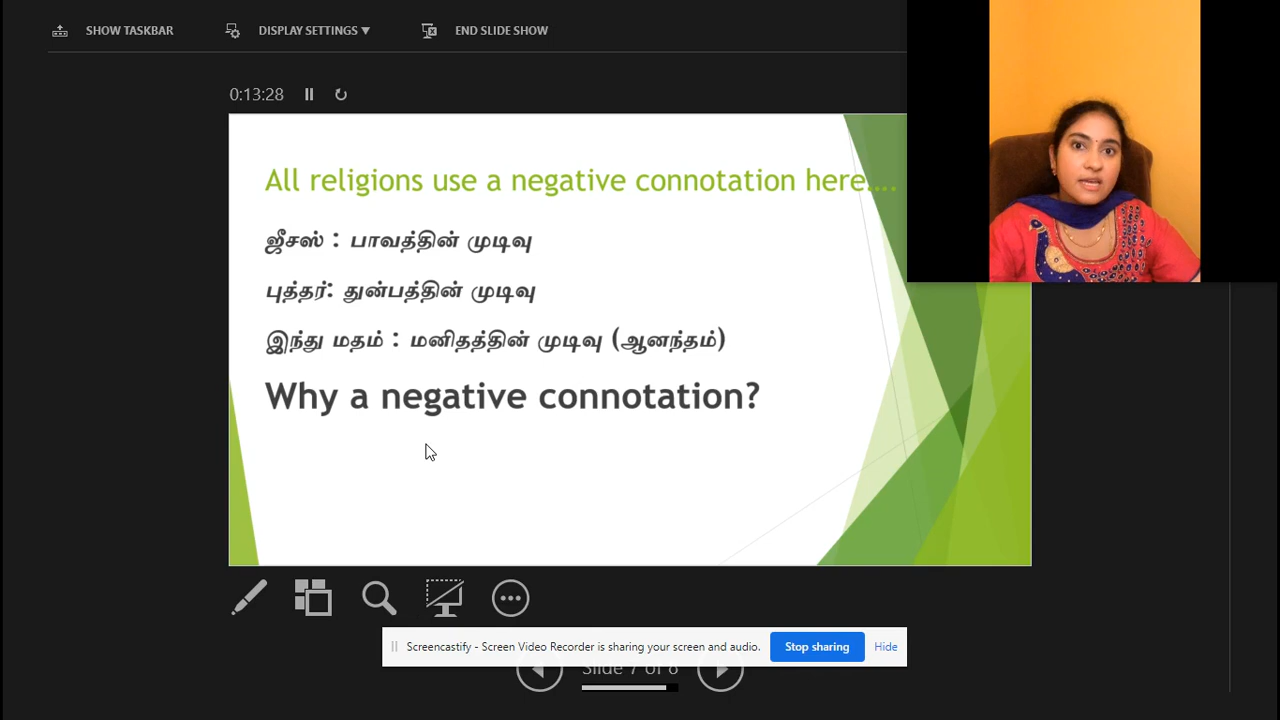 SHOW TASKBAR DISPLAY SETTINGS ▼ END SLIDE SHOW
0:13:28
All religions use a negative connotation here....
ஜீசஸ் : பாவத்தின் முடிவு
புத்தர்: துன்பத்தின் முடிவு
இந்து மதம் : மனிதத்தின் முடிவு (ஆனந்தம்)
Why a negative connotation?
Screencastify - Screen Video Recorder is sharing your screen and audio. Stop sharing Hide
Slide 7 of 8